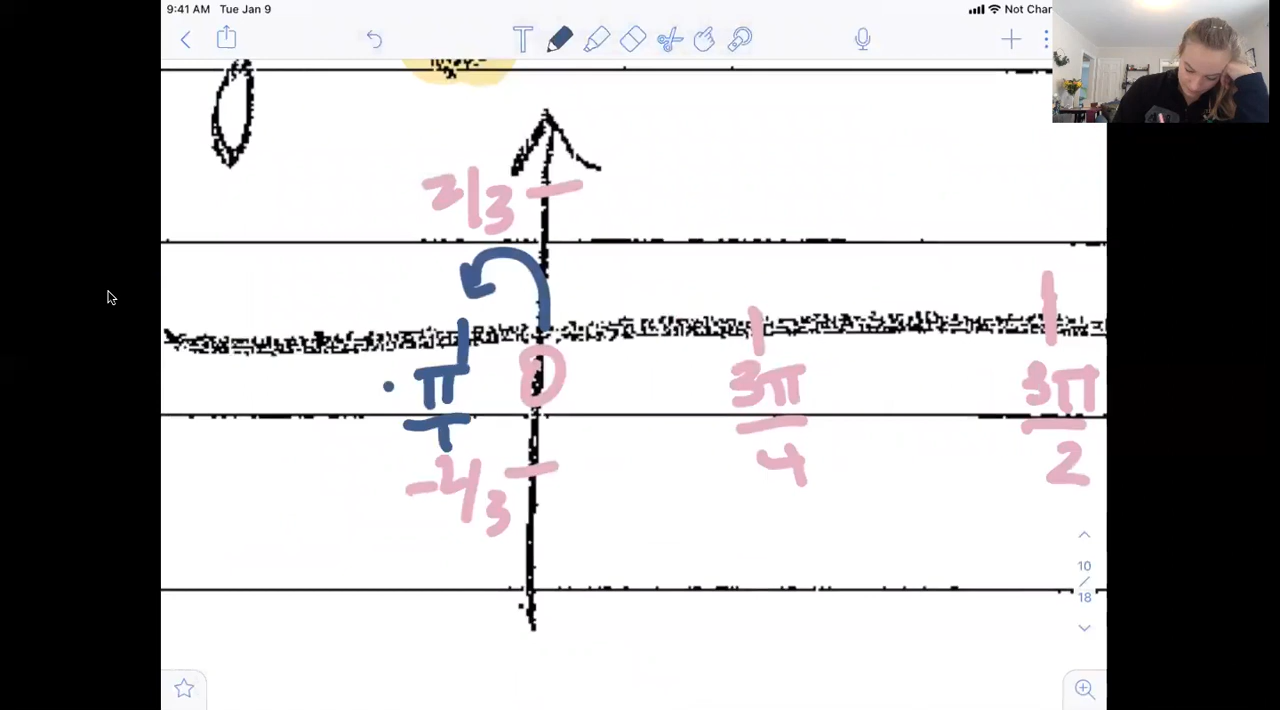 9:41 AM Tue Jan 9
Not Char
T
0
2/3
0
π
3π
4
3π
2
-2/3
10
/
18